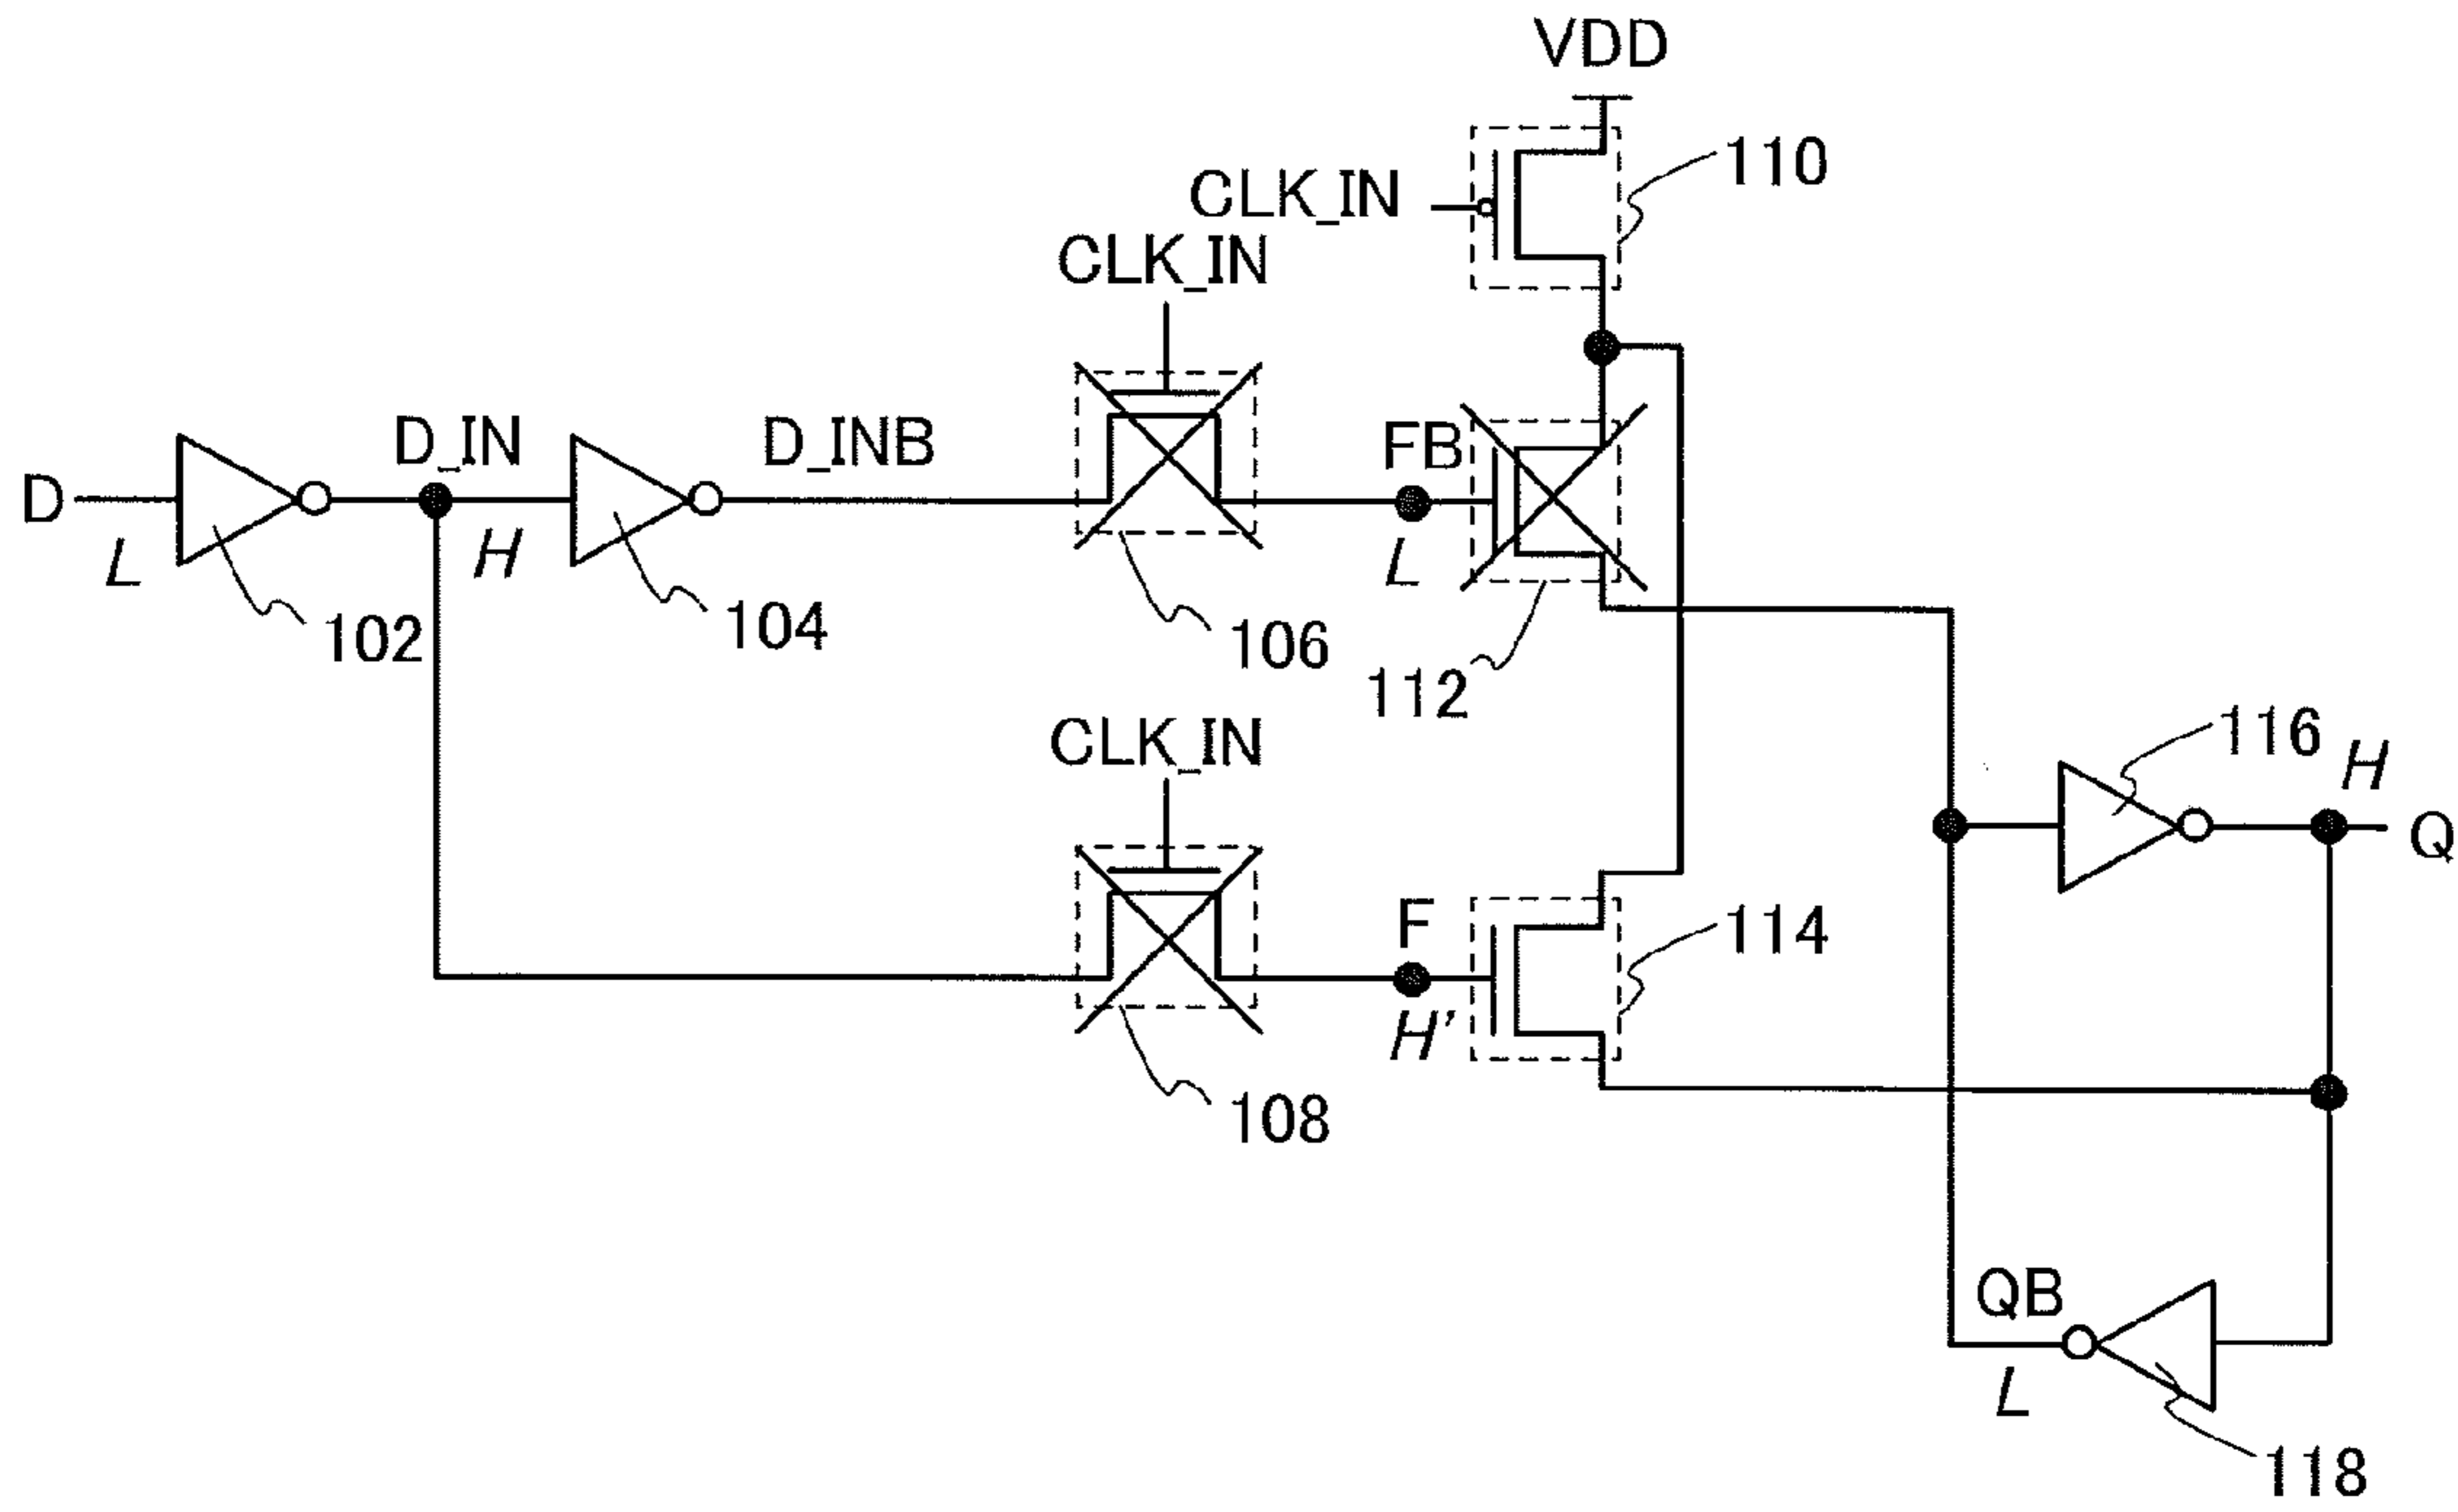 VDD
CLK_IN
110
CLK_IN
D_IN
D_INB
FB
D
L
H
L
102
104
106
112
CLK_IN
116
H
Q
F
114
H'
108
QB
L
118